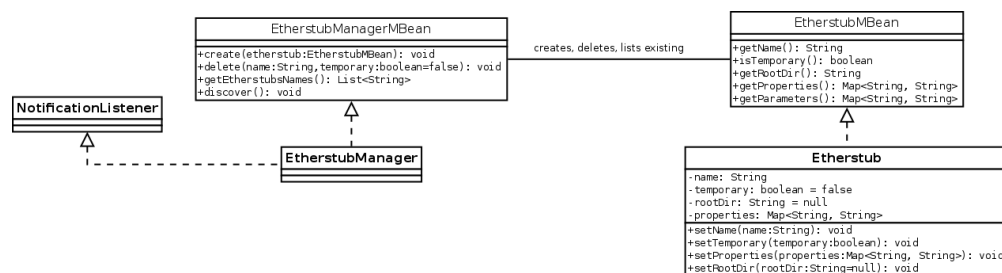 EtherstubManagerMBean
+create(etherstub:EtherstubMBean): void
+delete(name:String,temporary:boolean=false): void
+getEtherstubsNames(): List<String>
+discover(): void
creates, deletes, lists existing
EtherstubMBean
+getName(): String
+isTemporary(): boolean
+getRootDir(): String
+getProperties(): Map<String, String>
+getParameters(): Map<String, String>
NotificationListener
EtherstubManager
Etherstub
-name: String
-temporary: boolean = false
-rootDir: String = null
-properties: Map<String, String>
+setName(name:String): void
+setTemporary(temporary:boolean): void
+setProperties(properties:Map<String, String>): void
+setRootDir(rootDir:String=null): void